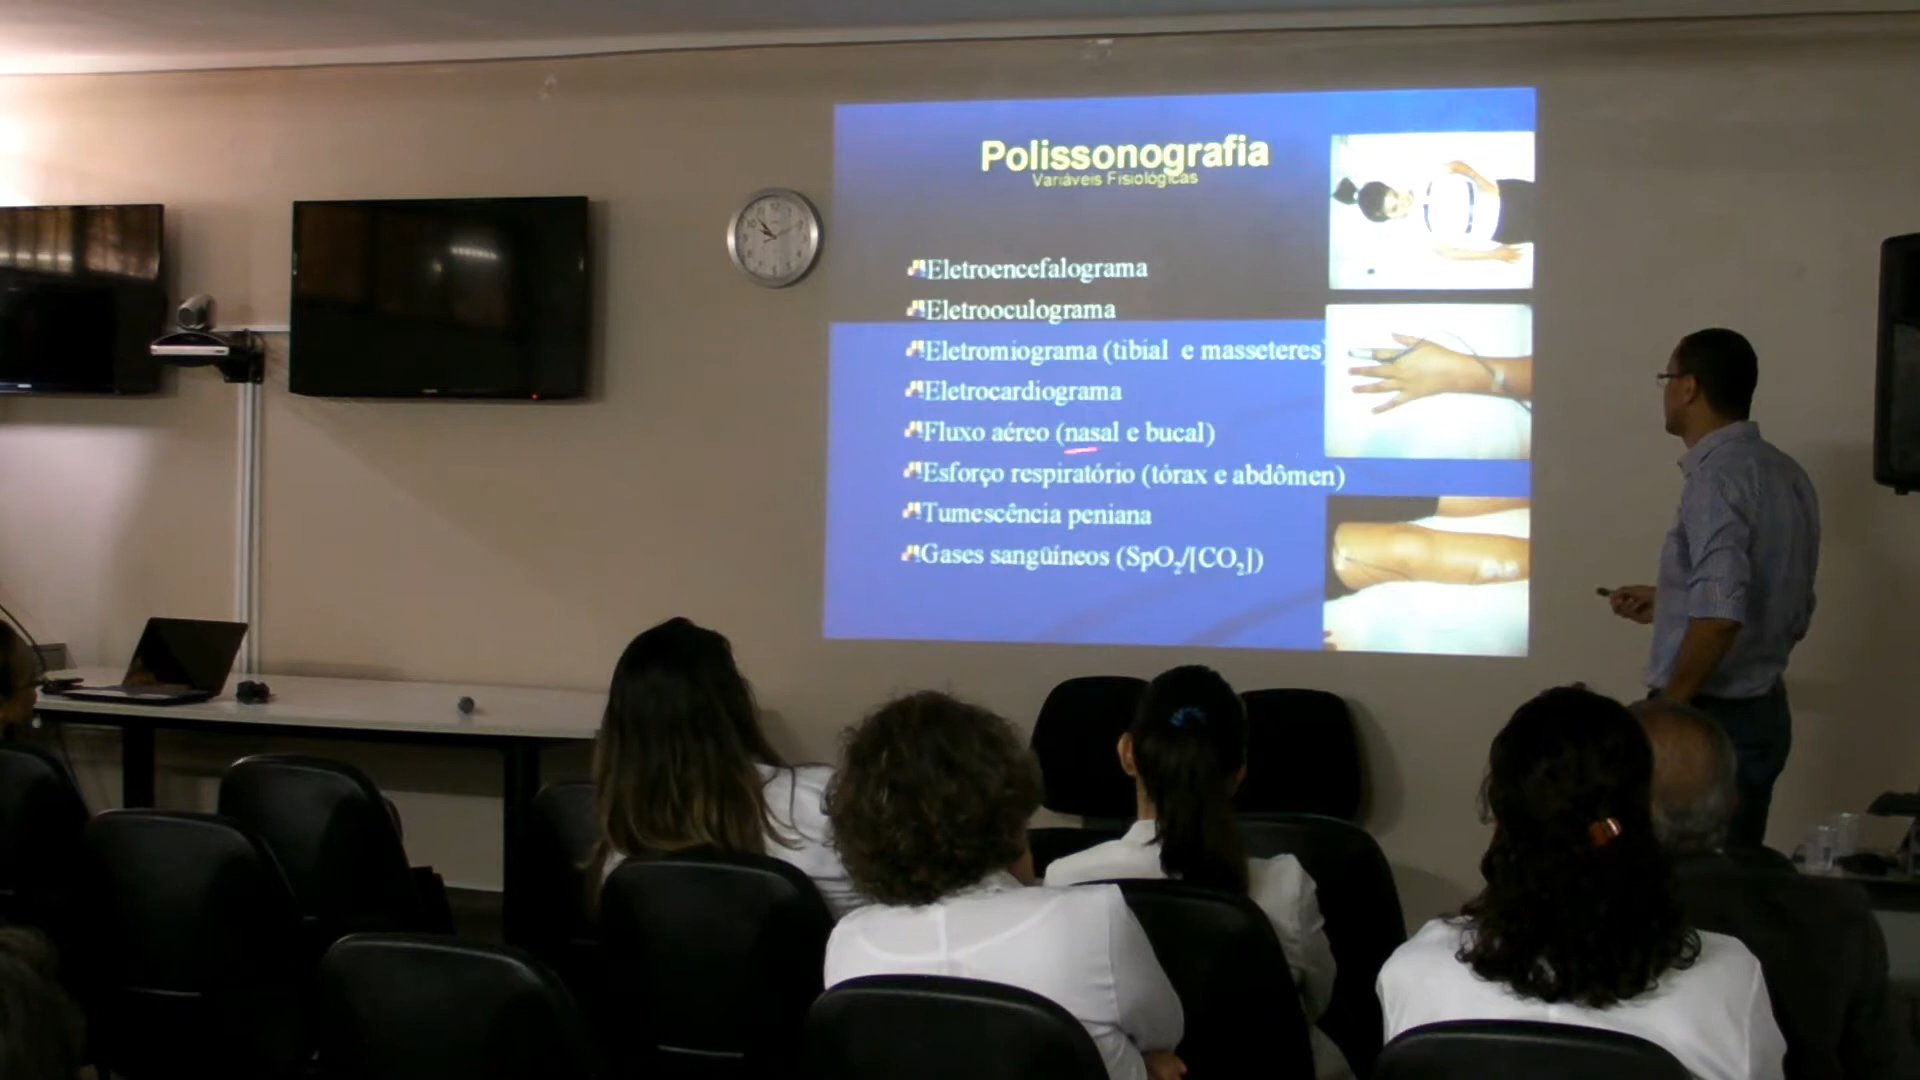 Polissonografia
Variáveis Fisiológicas
Eletroencefalograma
Eletrooculograma
Eletromiograma (tibial e masseteres)
Eletrocardiograma
Fluxo aéreo (nasal e bucal)
Esforço respiratório (tórax e abdômen)
Tumescência peniana
Gases sangüíneos (SpO₂/[CO₂])